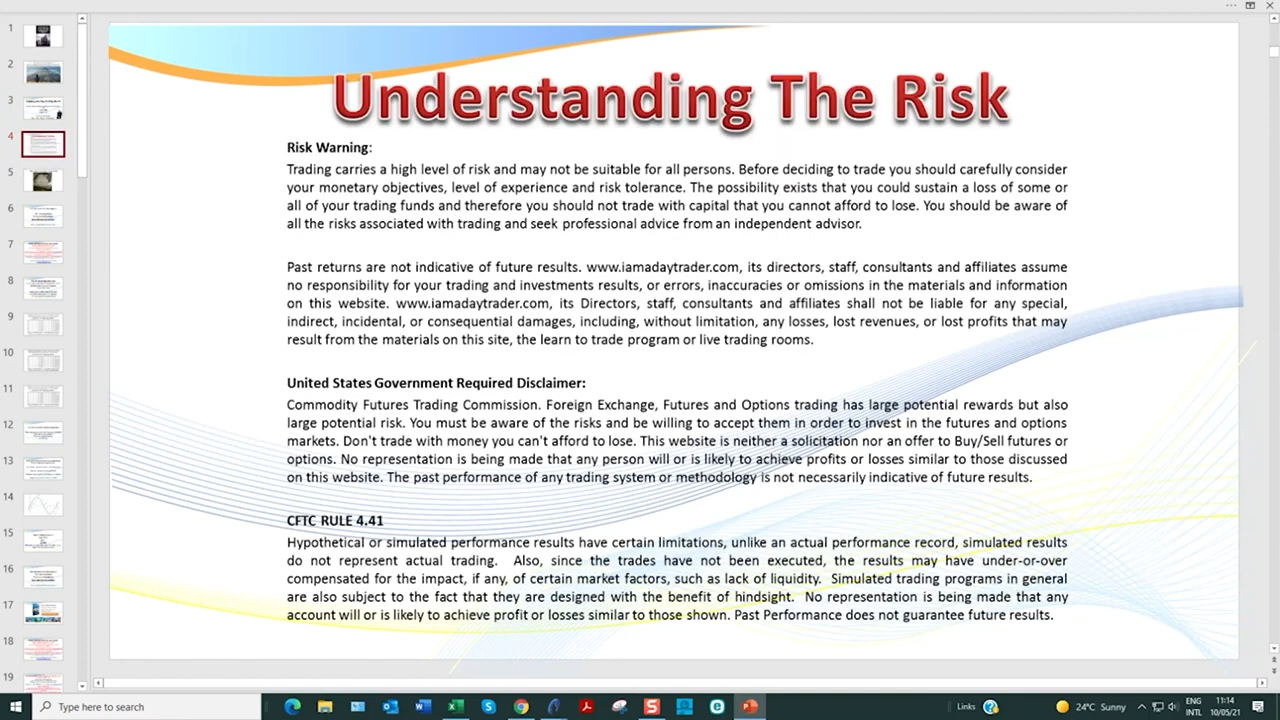 Understanding The Risk
Risk Warning:
Trading carries a high level of risk and may not be suitable for all persons. Before deciding to trade you should carefully consider
your monetary objectives, level of experience and risk tolerance. The possibility exists that you could sustain a loss of some or
all of your trading funds and therefore you should not trade with capital that you cannot afford to lose. You should be aware of
all the risks associated with trading and seek professional advice from an independent advisor.
Past returns are not indicative of future results. www.iamadaytrader.com, its directors, staff, consultants and affiliates assume
no responsibility for your trading and investments results, or errors, inaccuracies or omissions in the materials and information
on this website. www.iamadaytrader.com, its Directors, staff, consultants and affiliates shall not be liable for any special,
indirect, incidental, or consequential damages, including, without limitation, any losses, lost revenues, or lost profits that may
result from the materials on this site, the learn to trade program or live trading rooms.
United States Government Required Disclaimer:
Commodity Futures Trading Commission. Foreign Exchange, Futures and Options trading has large potential rewards but also
large potential risk. You must be aware of the risks and be willing to accept them in order to invest in the futures and options
markets. Don't trade with money you can't afford to lose. This website is neither a solicitation nor an offer to Buy/Sell futures or
options. No representation is being made that any person will or is likely to achieve profits or losses similar to those discussed
on this website. The past performance of any trading system or methodology is not necessarily indicative of future results.
CFTC RULE 4.41
Hypothetical or simulated performance results have certain limitations, unlike an actual performance record, simulated results
do not represent actual trading. Also, since the trades have not been executed, the results may have under-or-over
compensated for the impact, if any, of certain market factors, such as lack of liquidity. Simulated trading programs in general
are also subject to the fact that they are designed with the benefit of hindsight. No representation is being made that any
account will or is likely to achieve profit or losses similar to those shown. Past Performance does not guarantee future results.
2
4
5
9
11
14
18
Type here to search
Links
24°C Sunny
ENG
INTL
11:14
10/05/21